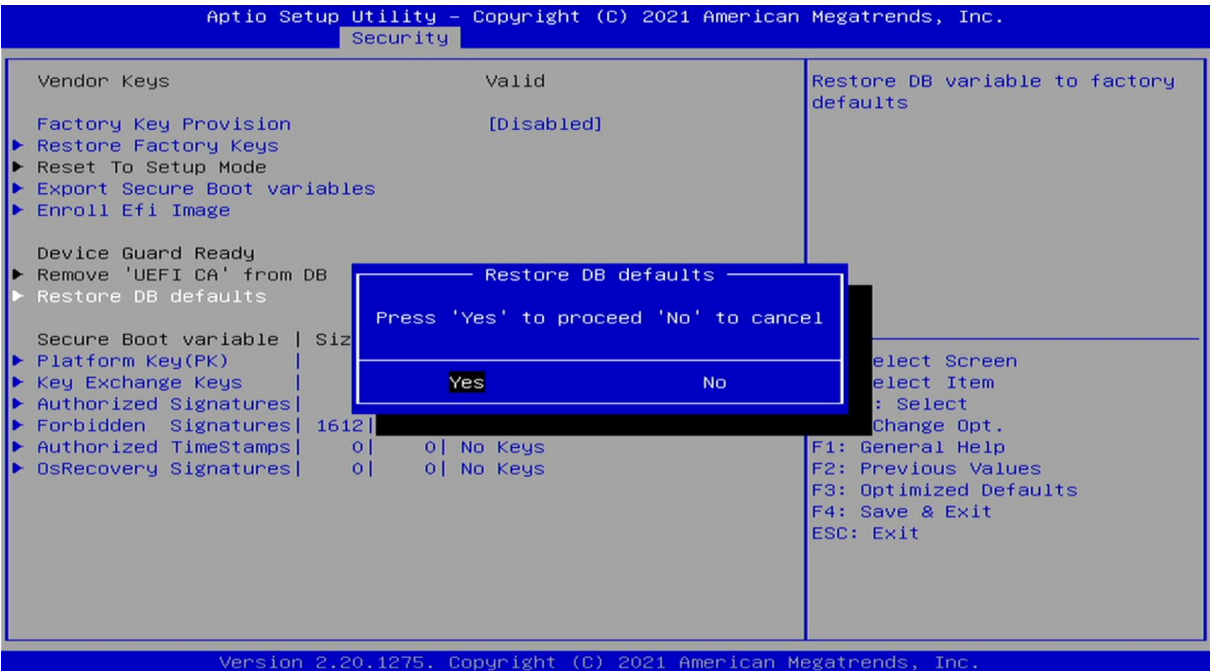 Aptio Setup Utility – Copyright (C) 2021 American Megatrends, Inc.
Security
Vendor Keys Valid
Factory Key Provision [Disabled]
Restore Factory Keys
Reset To Setup Mode
Export Secure Boot variables
Enroll Efi Image
Device Guard Ready
Remove 'UEFI CA' from DB
Restore DB defaults
Secure Boot variable | Siz
Platform Key(PK) |
Key Exchange Keys |
Authorized Signatures|
Forbidden Signatures| 1612|
Authorized TimeStamps| 0| 0| No Keys
OsRecovery Signatures| 0| 0| No Keys
Restore DB defaults
Press 'Yes' to proceed 'No' to cancel
Yes No
Restore DB variable to factory
defaults
elect Screen
elect Item
: Select
Change Opt.
F1: General Help
F2: Previous Values
F3: Optimized Defaults
F4: Save & Exit
ESC: Exit
Version 2.20.1275. Copyright (C) 2021 American Megatrends, Inc.